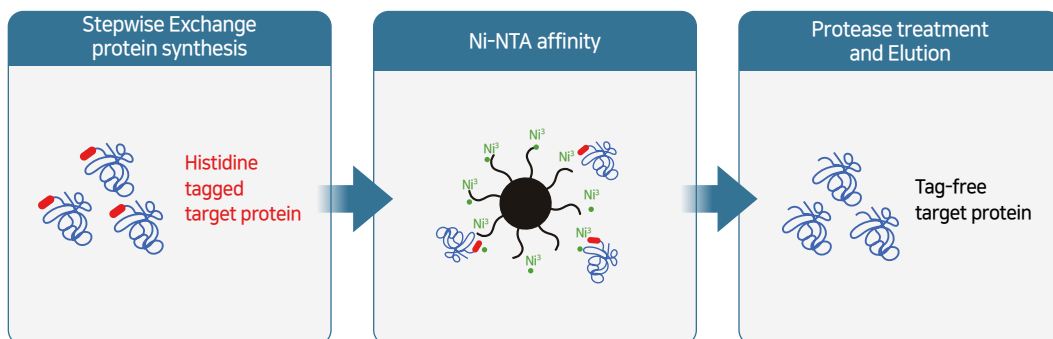 Stepwise Exchange
protein synthesis
Histidine
tagged
target protein
Ni-NTA affinity
Ni³
Ni³
Ni³
Ni³
Ni³
Ni³
Ni³
Ni³
Protease treatment
and Elution
Tag-free
target protein